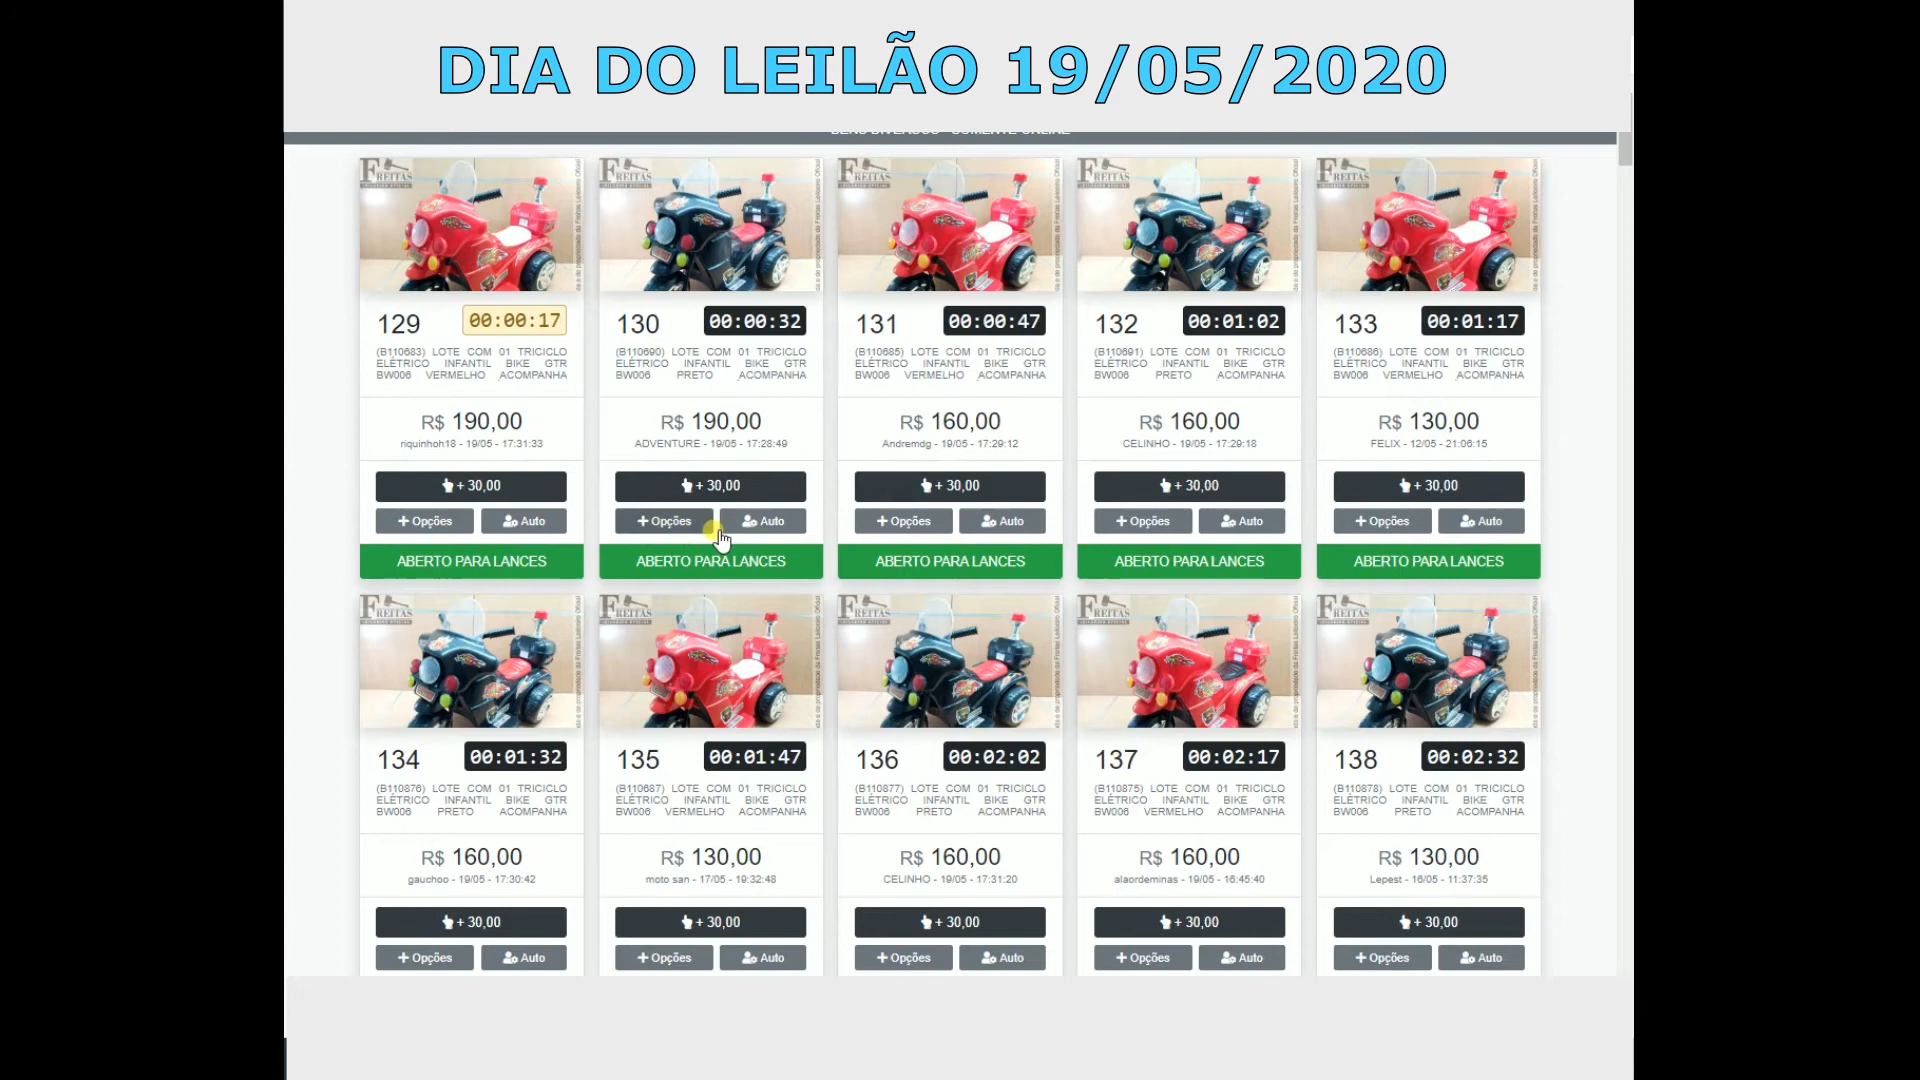 DIA DO LEILÃO 19/05/2020
BENS DIVERSOS - SOMENTE ONLINE
FREITAS
FREITAS
FREITAS
FREITAS
FREITAS
129 00:00:17
(B110683) LOTE COM 01 TRICICLO
ELÉTRICO INFANTIL BIKE GTR
BW006 VERMELHO ACOMPANHA
R$ 190,00
riquinhoh18 - 19/05 - 17:31:33
+ 30,00
+ Opções Auto
ABERTO PARA LANCES
130 00:00:32
(B110690) LOTE COM 01 TRICICLO
ELÉTRICO INFANTIL BIKE GTR
BW006 PRETO ACOMPANHA
R$ 190,00
ADVENTURE - 19/05 - 17:28:49
+ 30,00
+ Opções Auto
ABERTO PARA LANCES
131 00:00:47
(B110685) LOTE COM 01 TRICICLO
ELÉTRICO INFANTIL BIKE GTR
BW006 VERMELHO ACOMPANHA
R$ 160,00
Andremdg - 19/05 - 17:29:12
+ 30,00
+ Opções Auto
ABERTO PARA LANCES
132 00:01:02
(B110691) LOTE COM 01 TRICICLO
ELÉTRICO INFANTIL BIKE GTR
BW006 PRETO ACOMPANHA
R$ 160,00
CELINHO - 19/05 - 17:29:18
+ 30,00
+ Opções Auto
ABERTO PARA LANCES
133 00:01:17
(B110686) LOTE COM 01 TRICICLO
ELÉTRICO INFANTIL BIKE GTR
BW006 VERMELHO ACOMPANHA
R$ 130,00
FELIX - 12/05 - 21:06:15
+ 30,00
+ Opções Auto
ABERTO PARA LANCES
FREITAS
FREITAS
FREITAS
FREITAS
FREITAS
134 00:01:32
(B110876) LOTE COM 01 TRICICLO
ELÉTRICO INFANTIL BIKE GTR
BW006 PRETO ACOMPANHA
R$ 160,00
gauchoo - 19/05 - 17:30:42
+ 30,00
+ Opções Auto
135 00:01:47
(B110687) LOTE COM 01 TRICICLO
ELÉTRICO INFANTIL BIKE GTR
BW006 VERMELHO ACOMPANHA
R$ 130,00
moto san - 17/05 - 19:32:48
+ 30,00
+ Opções Auto
136 00:02:02
(B110877) LOTE COM 01 TRICICLO
ELÉTRICO INFANTIL BIKE GTR
BW006 PRETO ACOMPANHA
R$ 160,00
CELINHO - 19/05 - 17:31:20
+ 30,00
+ Opções Auto
137 00:02:17
(B110875) LOTE COM 01 TRICICLO
ELÉTRICO INFANTIL BIKE GTR
BW006 VERMELHO ACOMPANHA
R$ 160,00
alaordeminas - 19/05 - 16:45:40
+ 30,00
+ Opções Auto
138 00:02:32
(B110878) LOTE COM 01 TRICICLO
ELÉTRICO INFANTIL BIKE GTR
BW006 PRETO ACOMPANHA
R$ 130,00
Lepest - 16/05 - 11:37:35
+ 30,00
+ Opções Auto